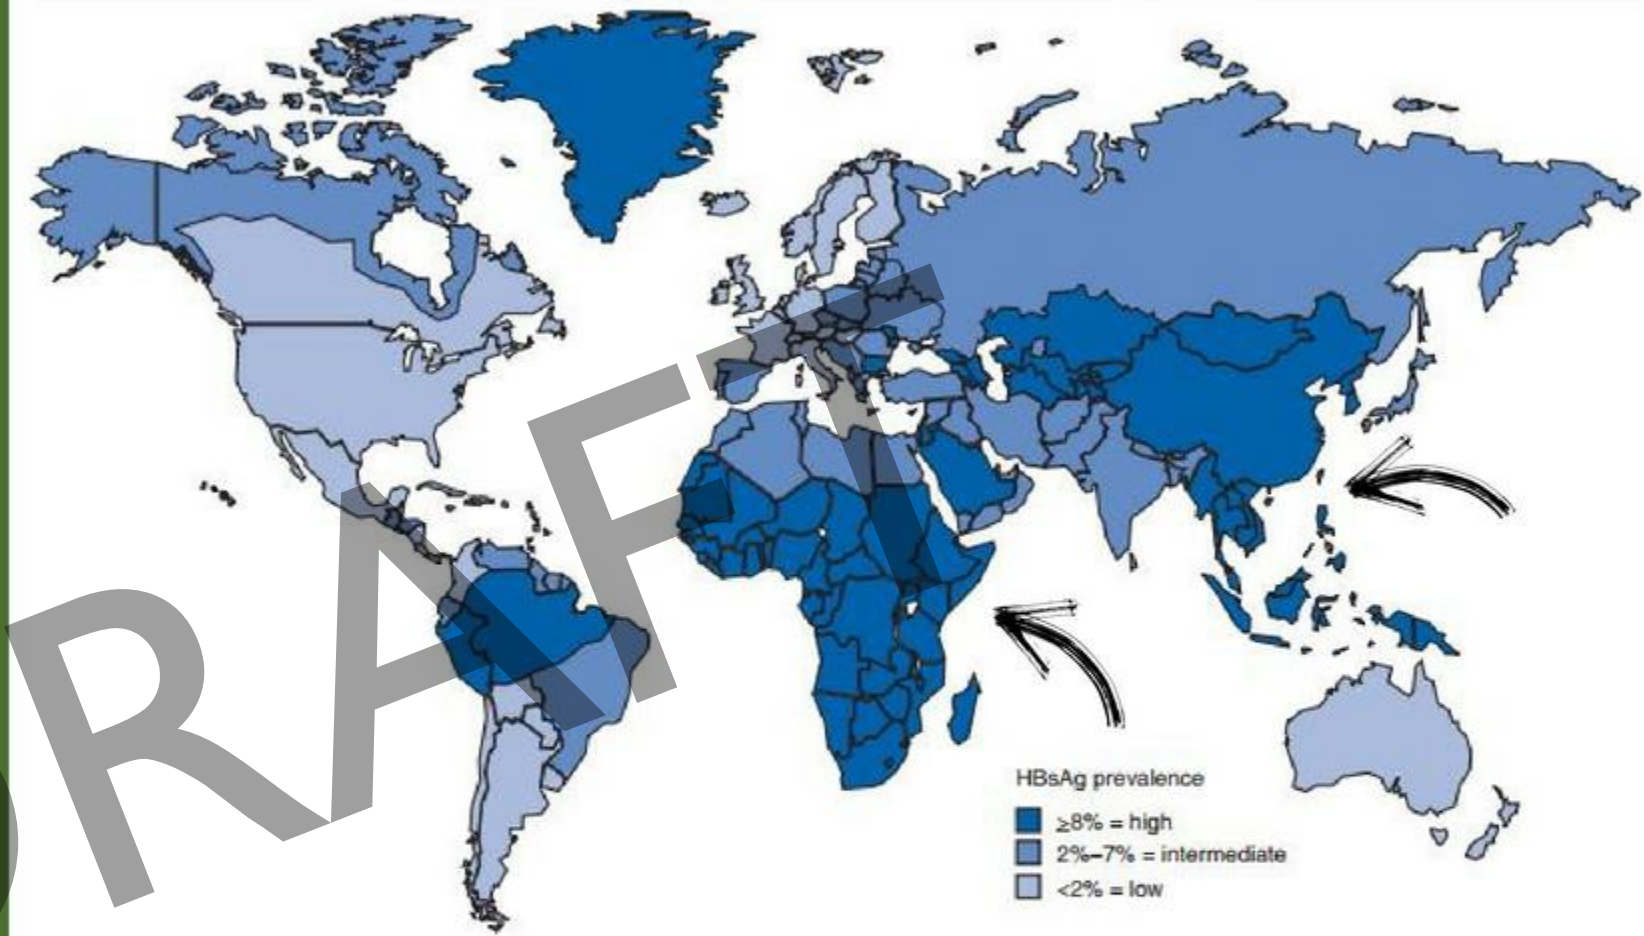 DRAFT
HBsAg prevalence
≥8% = high
2%–7% = intermediate
<2% = low